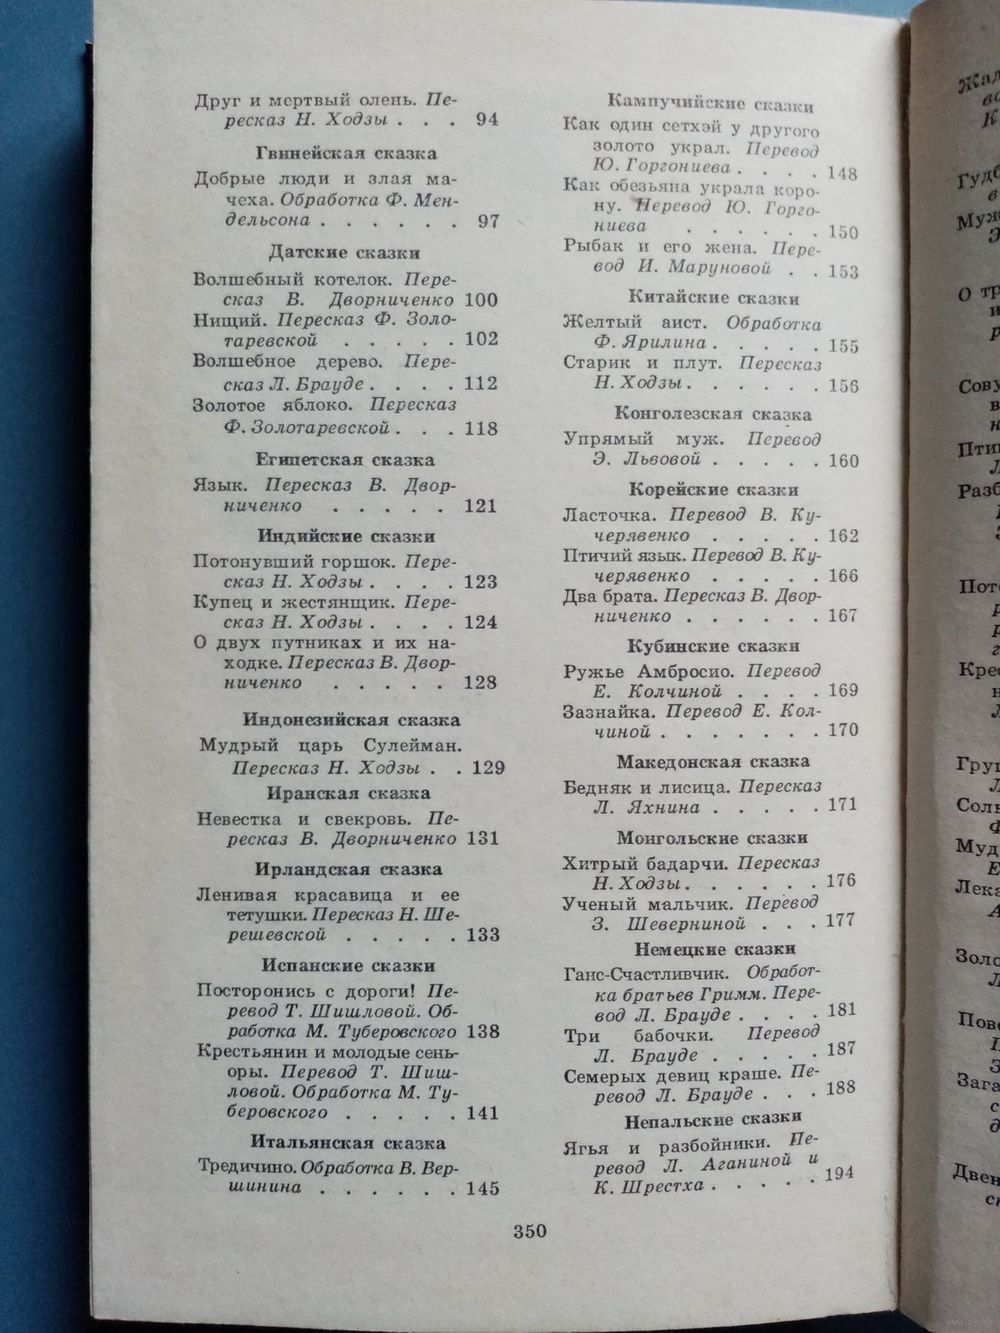 Друг и мертвый олень. Пе-
ресказ Н. Ходзы . . . 94
Гвинейская сказка
Добрые люди и злая ма-
чеха. Обработка Ф. Мен-
дельсона . . . . . . 97
Датские сказки
Волшебный котелок. Пере-
сказ В. Дворниченко 100
Нищий. Пересказ Ф. Золо-
таревской . . . . . 102
Волшебное дерево. Пере-
сказ Л. Брауде . . . . 112
Золотое яблоко. Пересказ
Ф. Золотаревской . . . 118
Египетская сказка
Язык. Пересказ В. Двор-
ниченко . . . . . 121
Индийские сказки
Потонувший горшок. Пере-
сказ Н. Ходзы . . . . 123
Купец и жестянщик. Пере-
сказ Н. Ходзы . . . . 124
О двух путниках и их на-
ходке. Пересказ В. Двор-
ниченко . . . . . 128
Индонезийская сказка
Мудрый царь Сулейман.
Пересказ Н. Ходзы . . 129
Иранская сказка
Невестка и свекровь. Пе-
ресказ В. Дворниченко 131
Ирландская сказка
Ленивая красавица и ее
тетушки. Пересказ Н. Ше-
решевской . . . . . 133
Испанские сказки
Посторонись с дороги! Пе-
ревод Т. Шишловой. Об-
работка М. Туберовского 138
Крестьянин и молодые сень-
оры. Перевод Т. Шиш-
ловой. Обработка М. Ту-
беровского . . . . . 141
Итальянская сказка
Тредичино. Обработка В. Вер-
шинина . . . . . . 145
Кампучийские сказки
Как один сетхэй у другого
золото украл. Перевод
Ю. Горгониева . . . . 148
Как обезьяна украла коро-
ну. Перевод Ю. Горго-
ниева . . . . . . 150
Рыбак и его жена. Пере-
вод И. Маруновой . . 153
Китайские сказки
Желтый аист. Обработка
Ф. Ярилина . . . . . 155
Старик и плут. Пересказ
Н. Ходзы . . . . . . 156
Конголезская сказка
Упрямый муж. Перевод
Э. Львовой . . . . . 160
Корейские сказки
Ласточка. Перевод В. Ку-
черявенко . . . . . 162
Птичий язык. Перевод В. Ку-
черявенко . . . . . 166
Два брата. Пересказ В. Двор-
ниченко . . . . . . 167
Кубинские сказки
Ружье Амбросио. Перевод
Е. Колчиной . . . . 169
Зазнайка. Перевод Е. Кол-
чиной . . . . . . . 170
Македонская сказка
Бедняк и лисица. Пересказ
Л. Яхнина . . . . . 171
Монгольские сказки
Хитрый бадарчи. Пересказ
Н. Ходзы . . . . . . 176
Ученый мальчик. Перевод
З. Шеверниной . . . 177
Немецкие сказки
Ганс-Счастливчик. Обработ-
ка братьев Гримм. Пере-
вод Л. Брауде . . . . 181
Три бабочки. Перевод
Л. Брауде . . . . . 187
Семерых девиц краше. Пе-
ревод Л. Брауде . . . 188
Непальские сказки
Ягья и разбойники. Пе-
ревод Л. Аганиной и
К. Шрестха . . . . . 194
350